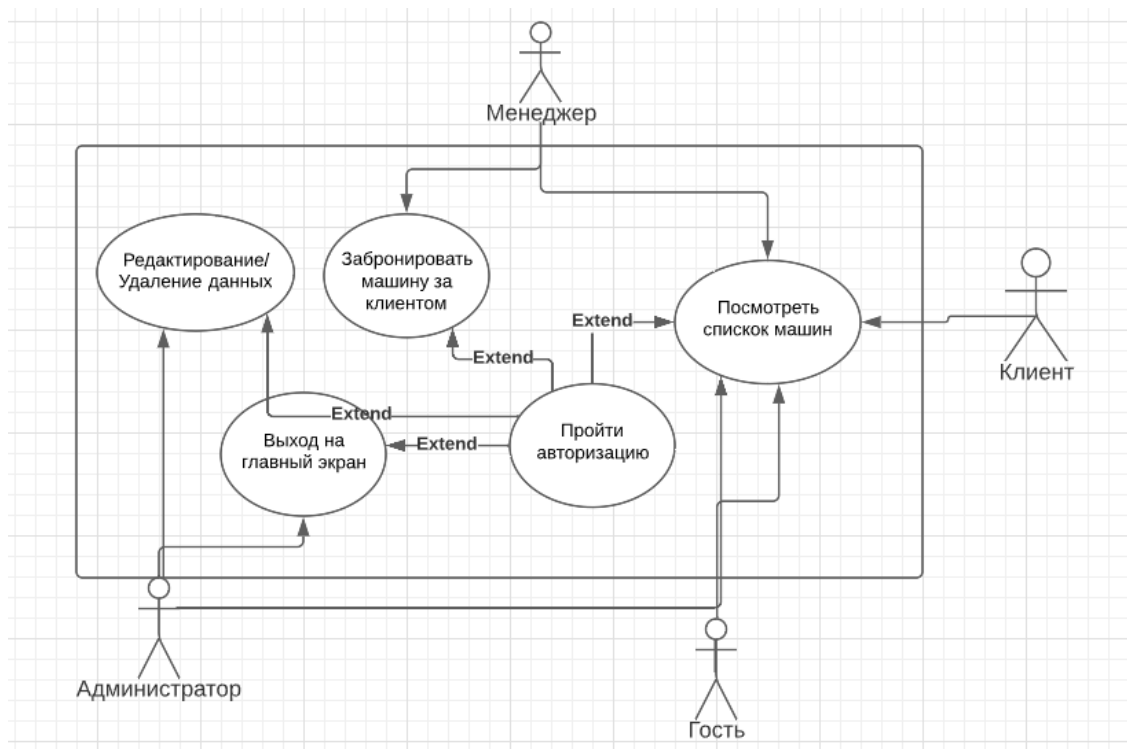 Менеджер
Редактирование/
Удаление данных
Забронировать
машину за
клиентом
Посмотреть
спискок машин
Extend
Extend
Клиент
Extend
Выход на
главный экран
Extend
Пройти
авторизацию
Администратор
Гость